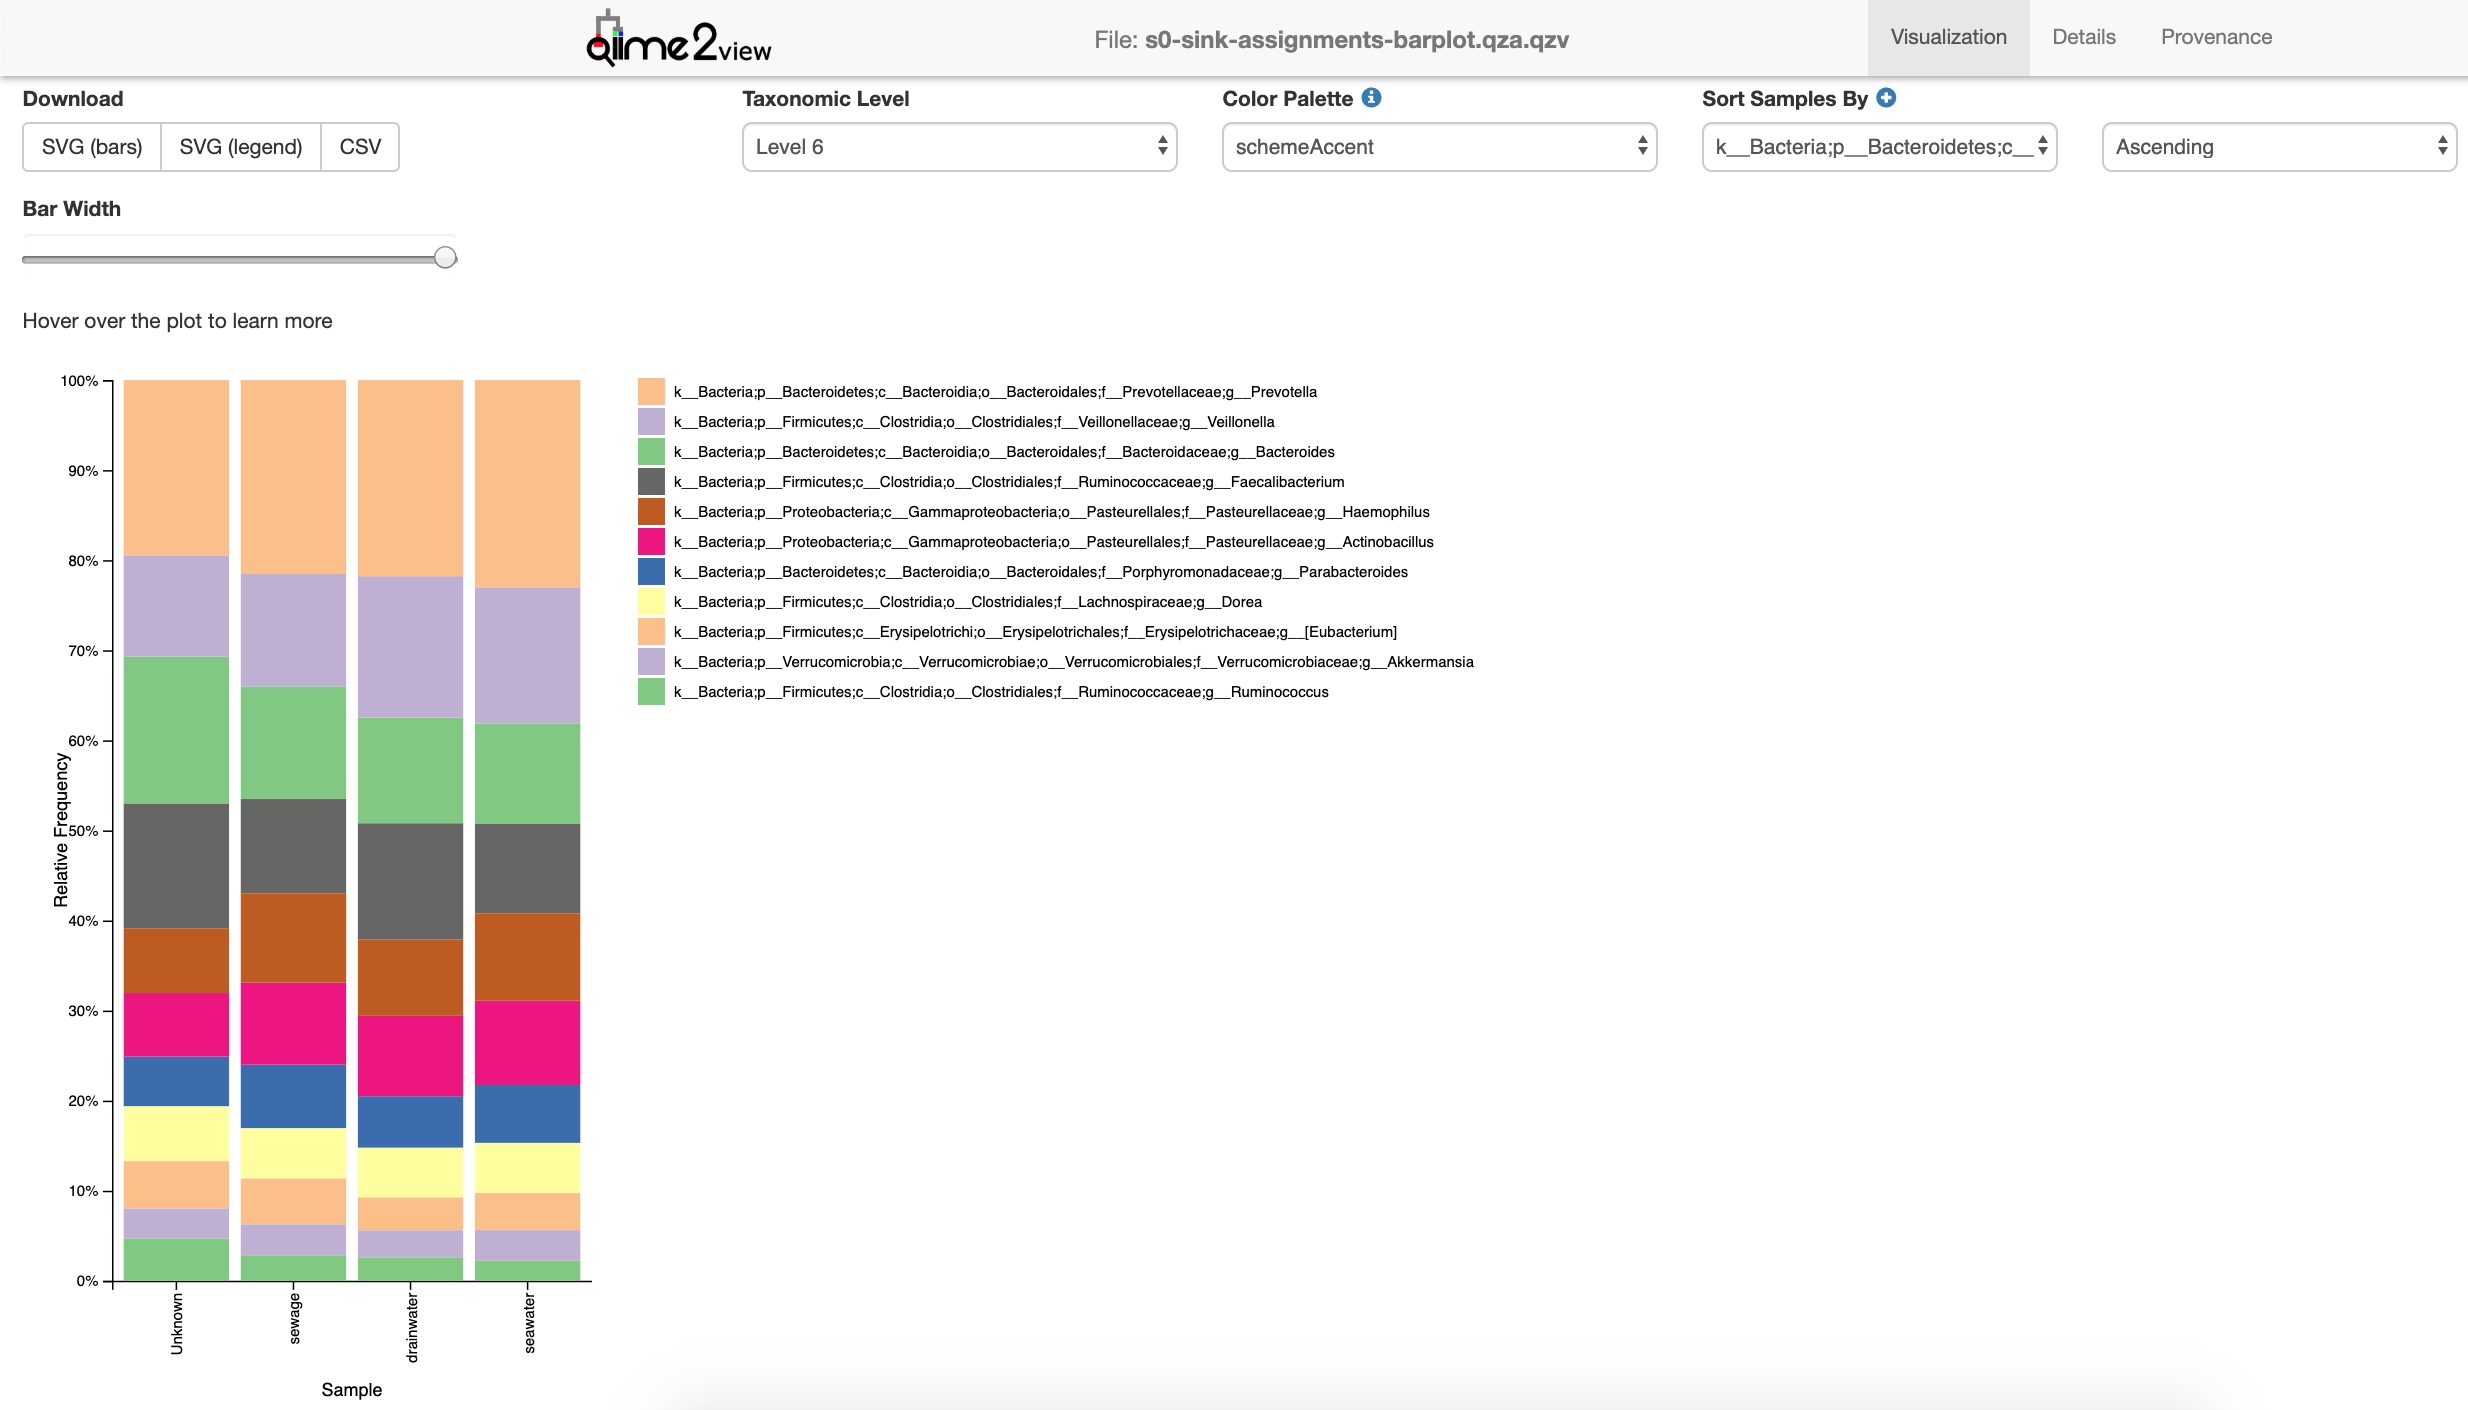 qiime2view
File: s0-sink-assignments-barplot.qza.qzv
Visualization
Details
Provenance
Download
SVG (bars)
SVG (legend)
CSV
Taxonomic Level
Level 6
Color Palette
schemeAccent
Sort Samples By
k__Bacteria;p__Bacteroidetes;c__
Ascending
Bar Width
Hover over the plot to learn more
100%
90%
80%
70%
60%
50%
40%
30%
20%
10%
0%
Relative Frequency
Unknown
sewage
drainwater
seawater
Sample
k__Bacteria;p__Bacteroidetes;c__Bacteroidia;o__Bacteroidales;f__Prevotellaceae;g__Prevotella
k__Bacteria;p__Firmicutes;c__Clostridia;o__Clostridiales;f__Veillonellaceae;g__Veillonella
k__Bacteria;p__Bacteroidetes;c__Bacteroidia;o__Bacteroidales;f__Bacteroidaceae;g__Bacteroides
k__Bacteria;p__Firmicutes;c__Clostridia;o__Clostridiales;f__Ruminococcaceae;g__Faecalibacterium
k__Bacteria;p__Proteobacteria;c__Gammaproteobacteria;o__Pasteurellales;f__Pasteurellaceae;g__Haemophilus
k__Bacteria;p__Proteobacteria;c__Gammaproteobacteria;o__Pasteurellales;f__Pasteurellaceae;g__Actinobacillus
k__Bacteria;p__Bacteroidetes;c__Bacteroidia;o__Bacteroidales;f__Porphyromonadaceae;g__Parabacteroides
k__Bacteria;p__Firmicutes;c__Clostridia;o__Clostridiales;f__Lachnospiraceae;g__Dorea
k__Bacteria;p__Firmicutes;c__Erysipelotrichi;o__Erysipelotrichales;f__Erysipelotrichaceae;g__[Eubacterium]
k__Bacteria;p__Verrucomicrobia;c__Verrucomicrobiae;o__Verrucomicrobiales;f__Verrucomicrobiaceae;g__Akkermansia
k__Bacteria;p__Firmicutes;c__Clostridia;o__Clostridiales;f__Ruminococcaceae;g__Ruminococcus